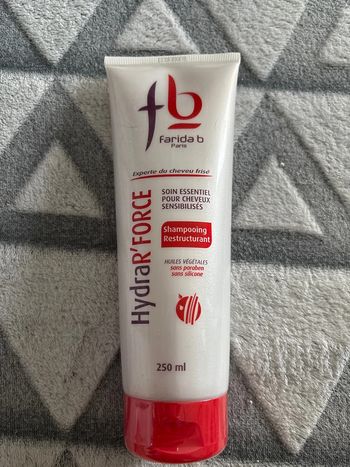 fb
farida b
Paris
Experte du cheveu frisé
HydraR'FORCE
SOIN ESSENTIEL
POUR CHEVEUX
SENSIBILISÉS
Shampooing
Restructurant
HUILES VÉGÉTALES
sans paraben
sans silicone
250 ml